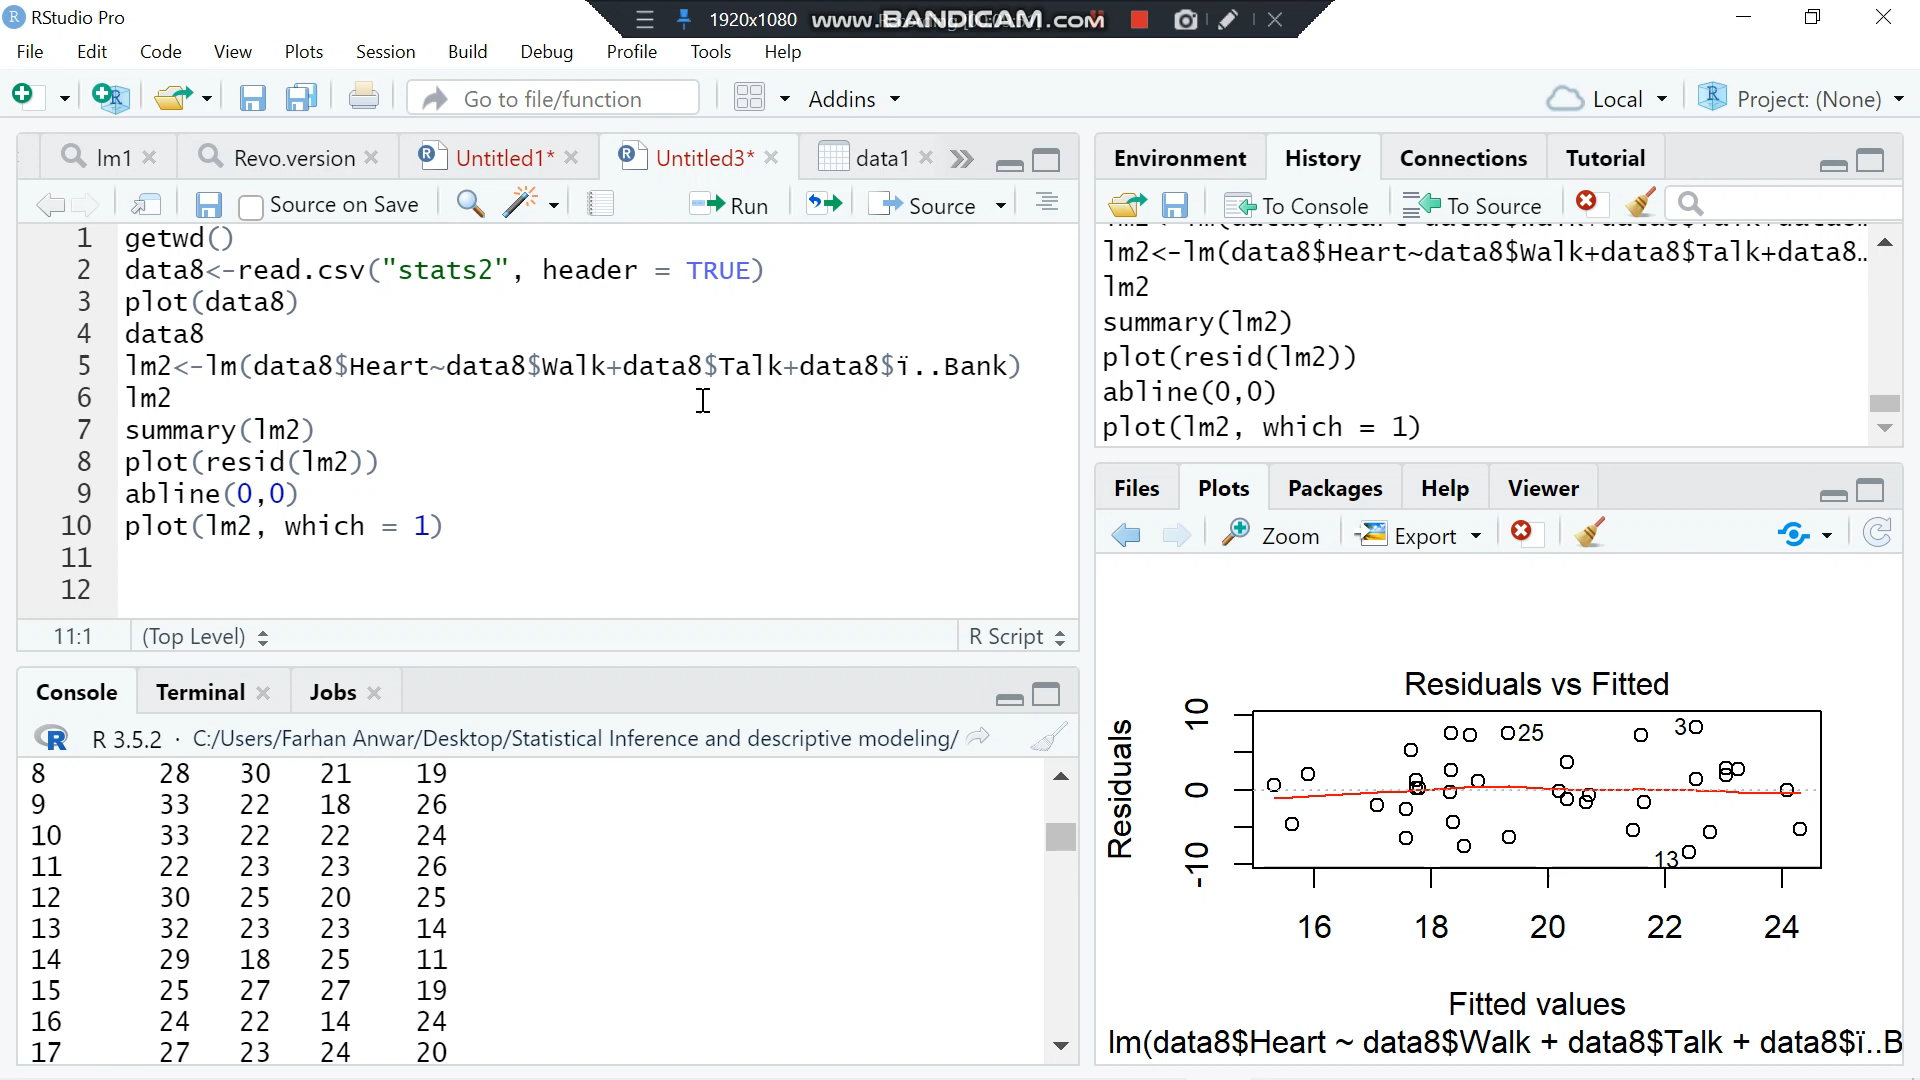 RStudio Pro
1920x1080 www.BANDICAM.com
File Edit Code View Plots Session Build Debug Profile Tools Help
Go to file/function Addins Local Project: (None)
lm1 Revo.version Untitled1* Untitled3* data1
Source on Save Run Source
1 getwd()
2 data8<-read.csv("stats2", header = TRUE)
3 plot(data8)
4 data8
5 lm2<-lm(data8$Heart~data8$Walk+data8$Talk+data8$ï..Bank)
6 lm2
7 summary(lm2)
8 plot(resid(lm2))
9 abline(0,0)
10 plot(lm2, which = 1)
11
12
11:1 (Top Level) R Script
Console Terminal Jobs
R 3.5.2 · C:/Users/Farhan Anwar/Desktop/Statistical Inference and descriptive modeling/
8 28 30 21 19
9 33 22 18 26
10 33 22 22 24
11 22 23 23 26
12 30 25 20 25
13 32 23 23 14
14 29 18 25 11
15 25 27 27 19
16 24 22 14 24
17 27 23 24 20
Environment History Connections Tutorial
To Console To Source
lm2<-lm(data8$Heart~data8$Walk+data8$Talk+data8..
lm2
summary(lm2)
plot(resid(lm2))
abline(0,0)
plot(lm2, which = 1)
Files Plots Packages Help Viewer
Zoom Export
Residuals vs Fitted
Residuals
10
0
-10
25
3
13
16 18 20 22 24
Fitted values
lm(data8$Heart ~ data8$Walk + data8$Talk + data8$ï..B